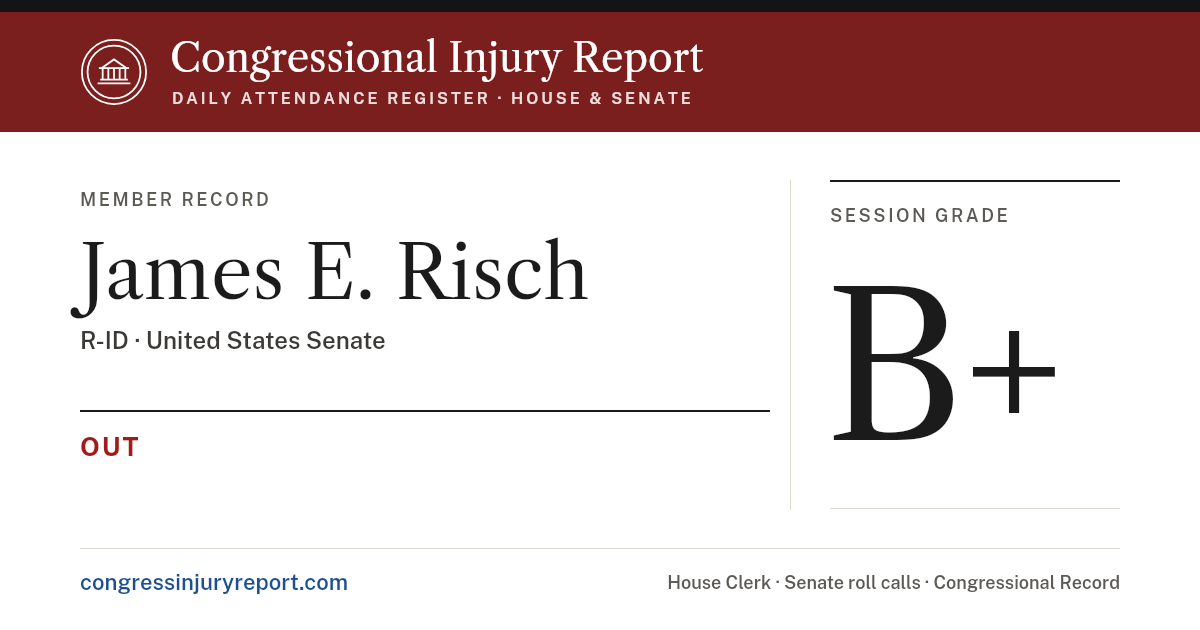 Congressional Injury Report
DAILY ATTENDANCE REGISTER · HOUSE & SENATE
MEMBER RECORD
James E. Risch
R-ID · United States Senate
OUT
SESSION GRADE
B+
congressinjuryreport.com
House Clerk · Senate roll calls · Congressional Record